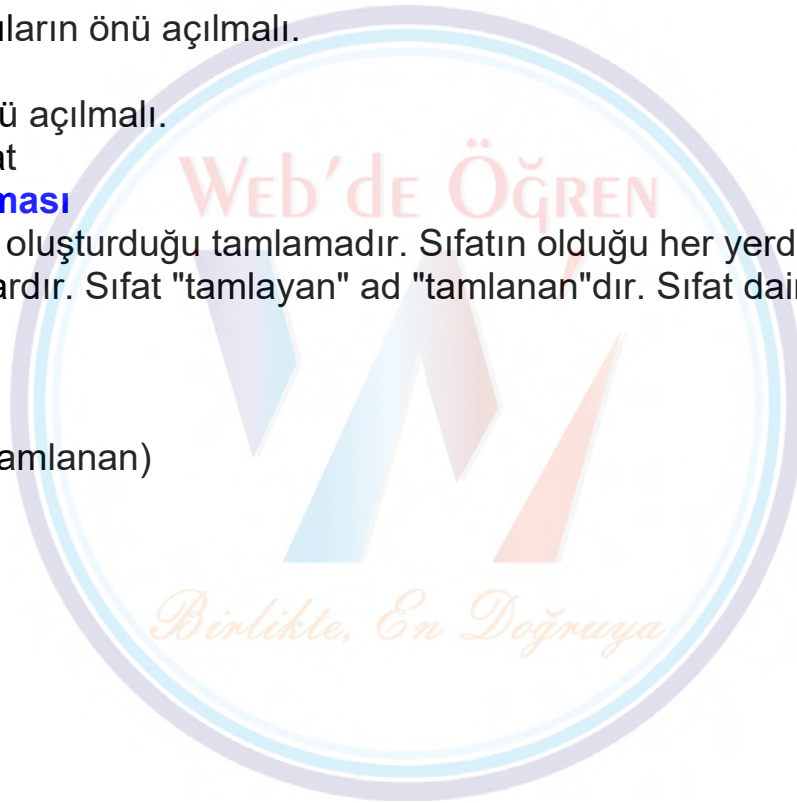 ıların önü açılmalı.
ü açılmalı.
at
ması
oluşturduğu tamlamadır. Sıfatın olduğu her yerd
ardır. Sıfat "tamlayan" ad "tamlanan"dır. Sıfat dai
amlanan)
Web'de Öğren
Birlikte, En Doğruya